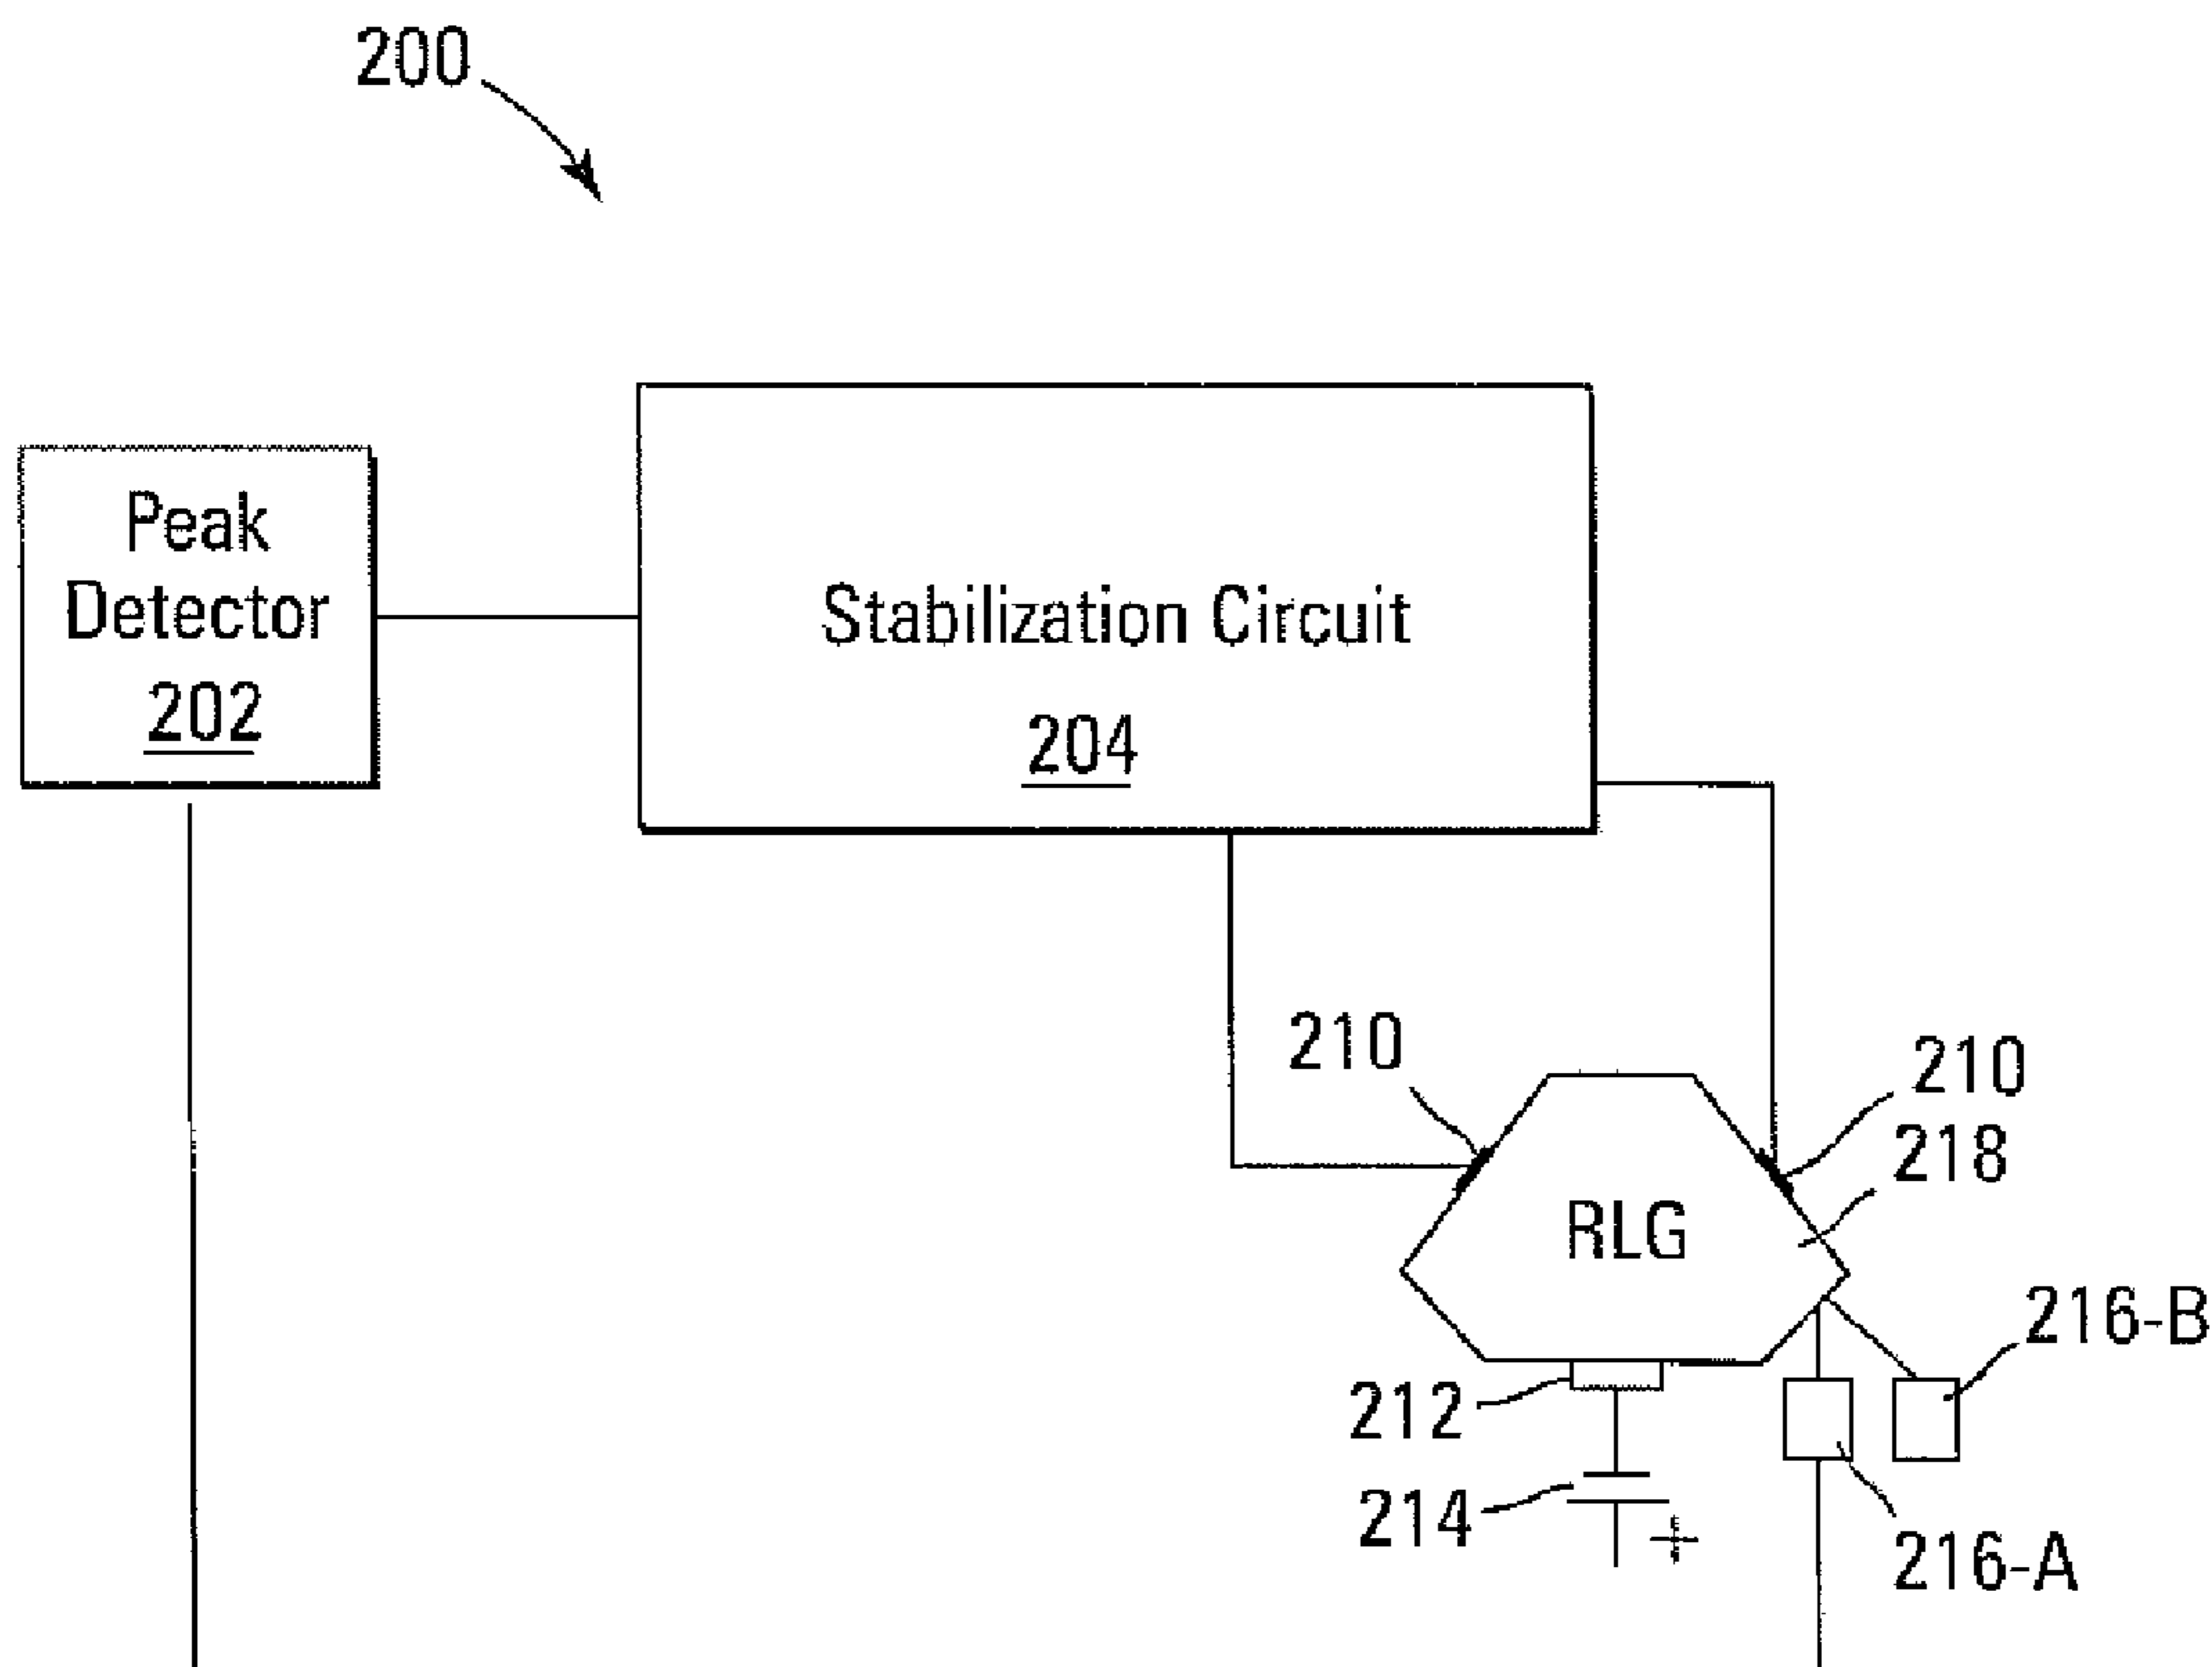 200
Peak
Detector
202
Stabilization Circuit
204
210
210
218
RLG
216-B
212
214
+
216-A